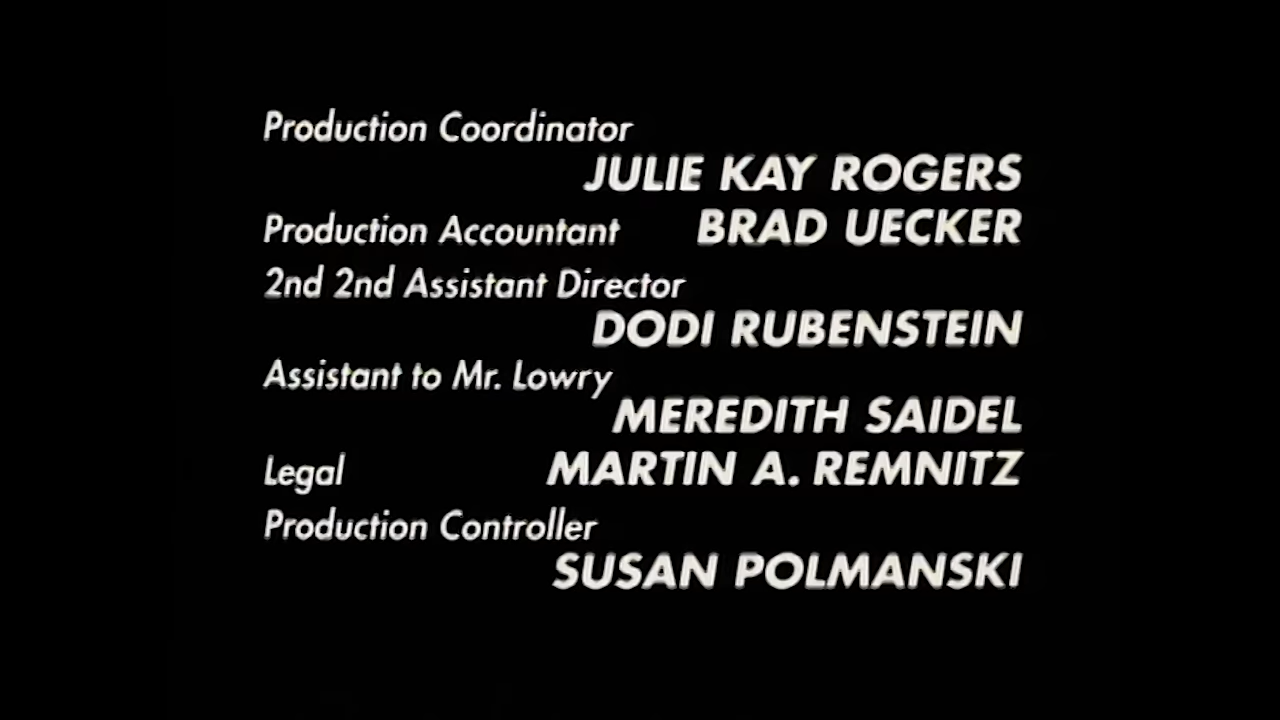 Production Coordinator
JULIE KAY ROGERS
Production Accountant BRAD UECKER
2nd 2nd Assistant Director
DODI RUBENSTEIN
Assistant to Mr. Lowry
MEREDITH SAIDEL
Legal MARTIN A. REMNITZ
Production Controller
SUSAN POLMANSKI